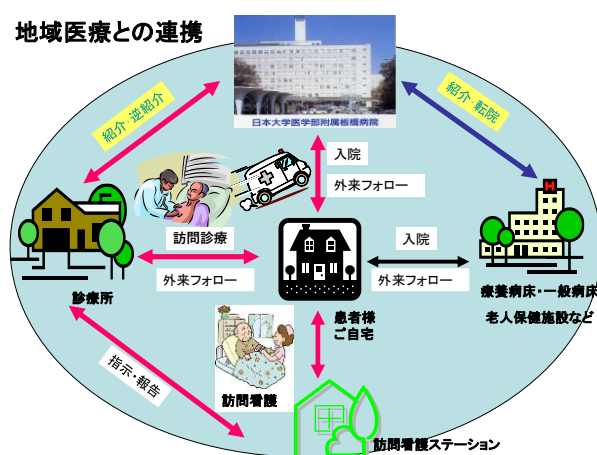 地域医療との連携
日本大学医学部附属板橋病院
紹介・逆紹介
紹介・転院
入院
外来フォロー
訪問診療
外来フォロー
入院
外来フォロー
H
診療所
患者様
ご自宅
療養病床・一般病床
老人保健施設など
指示・報告
訪問看護
訪問看護ステーション